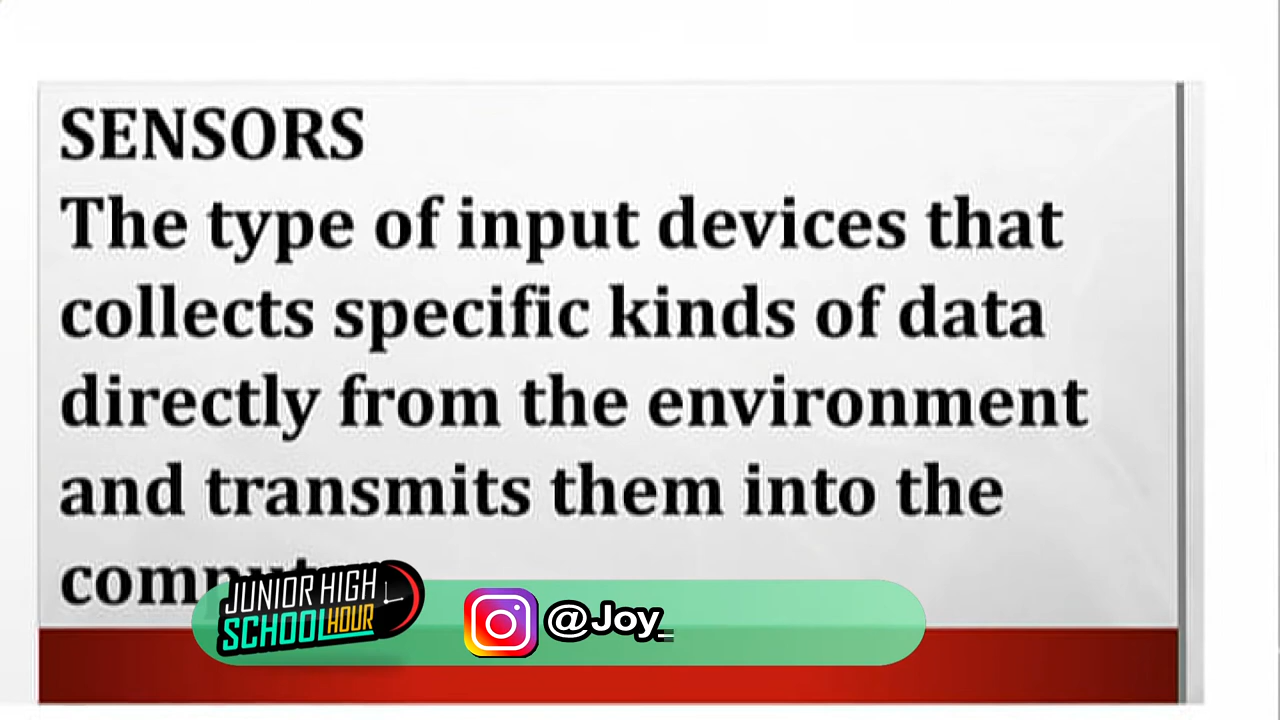 SENSORS
The type of input devices that
collects specific kinds of data
directly from the environment
and transmits them into the
JUNIOR HIGH
SCHOOL HOUR
@Joy_